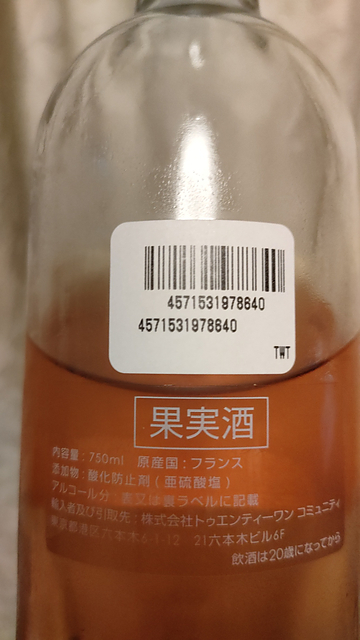 4571531978640
4571531978640
TWT
果実酒
内容量：750ml　原産国：フランス
添加物：酸化防止剤（亜硫酸塩）
アルコール分：表又は裏ラベルに記載
輸入者及び引取先：株式会社トゥエンティーワン コミュニティ
東京都港区六本木6-1-12　21六本木ビル6F
飲酒は20歳になってから